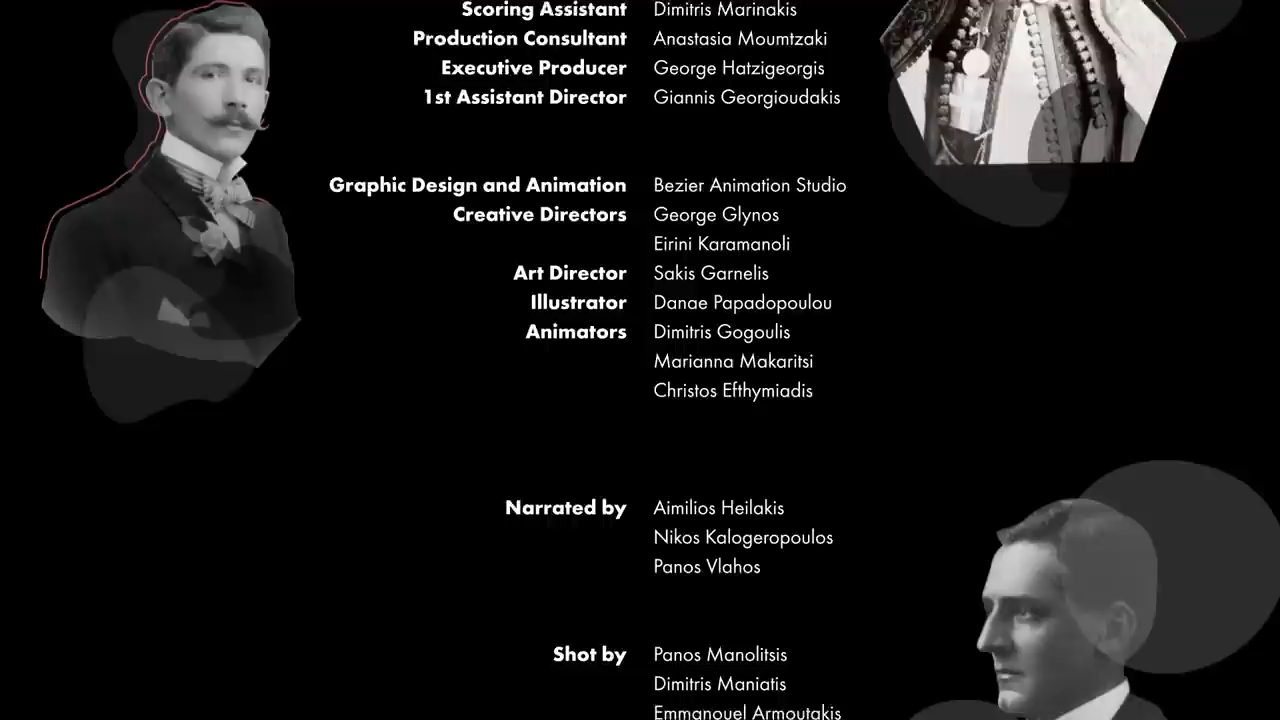 Scoring Assistant Dimitris Marinakis
Production Consultant Anastasia Moumtzaki
Executive Producer George Hatzigeorgis
1st Assistant Director Giannis Georgioudakis
Graphic Design and Animation Bezier Animation Studio
Creative Directors George Glynos
Eirini Karamanoli
Art Director Sakis Garnelis
Illustrator Danae Papadopoulou
Animators Dimitris Gogoulis
Marianna Makaritsi
Christos Efthymiadis
Narrated by Aimilios Heilakis
Nikos Kalogeropoulos
Panos Vlahos
Shot by Panos Manolitsis
Dimitris Maniatis
Emmanouel Armoutakis